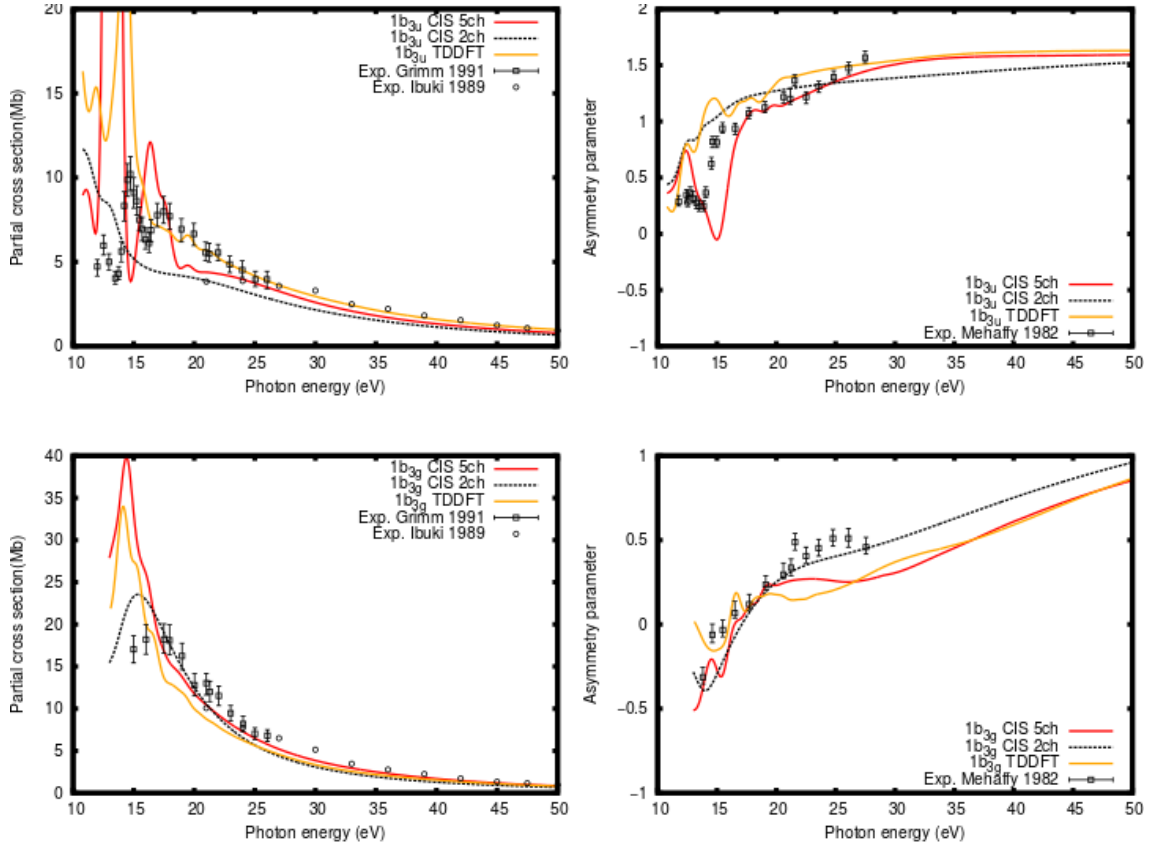 20
15
10
5
0
10 15 20 25 30 35 40 45 50
Partial cross section(Mb)
Photon energy (eV)
1b3u CIS 5ch
1b3u CIS 2ch
1b3u TDDFT
Exp. Grimm 1991
Exp. Ibuki 1989
2
1.5
1
0.5
0
−0.5
−1
10 15 20 25 30 35 40 45 50
Asymmetry parameter
Photon energy (eV)
1b3u CIS 5ch
1b3u CIS 2ch
1b3u TDDFT
Exp. Mehaffy 1982
40
35
30
25
20
15
10
5
0
10 15 20 25 30 35 40 45 50
Partial cross section(Mb)
Photon energy (eV)
1b3g CIS 5ch
1b3g CIS 2ch
1b3g TDDFT
Exp. Grimm 1991
Exp. Ibuki 1989
1
0.5
0
−0.5
−1
10 15 20 25 30 35 40 45 50
Asymmetry parameter
Photon energy (eV)
1b3g CIS 5ch
1b3g CIS 2ch
1b3g TDDFT
Exp. Mehaffy 1982